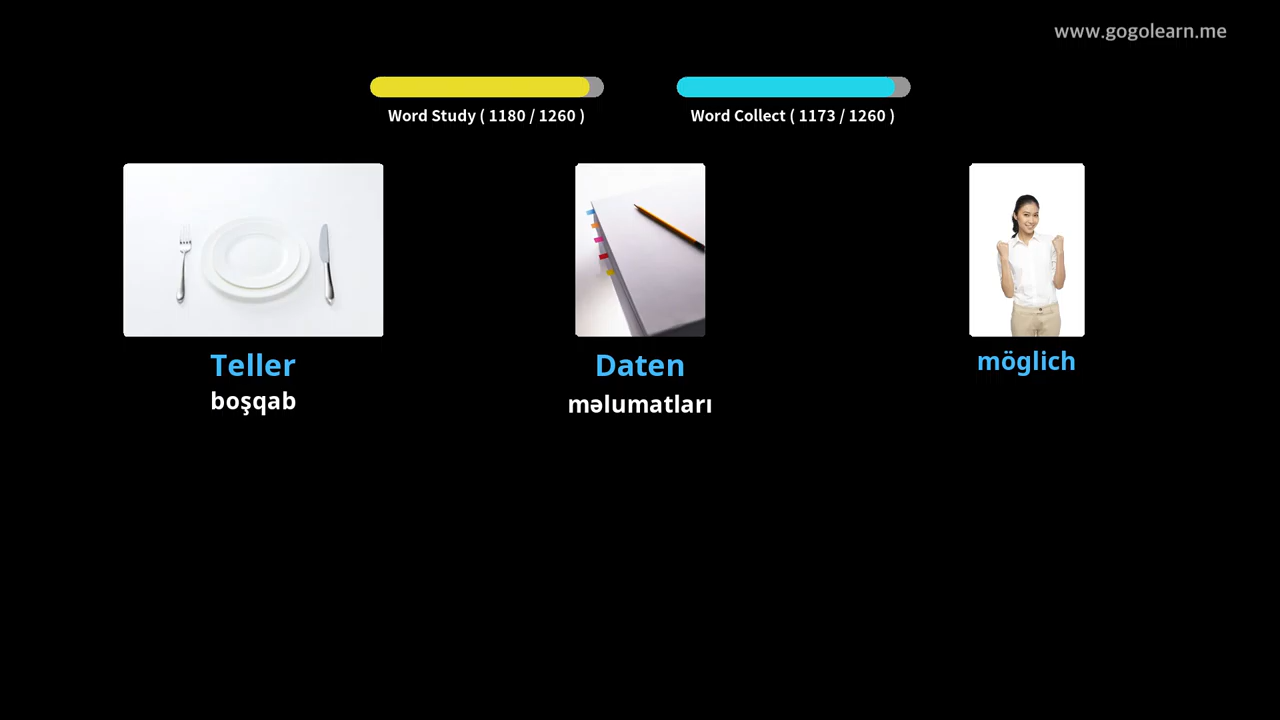 www.gogolearn.me
Word Study ( 1180 / 1260 )
Word Collect ( 1173 / 1260 )
Teller
boşqab
Daten
məlumatları
möglich